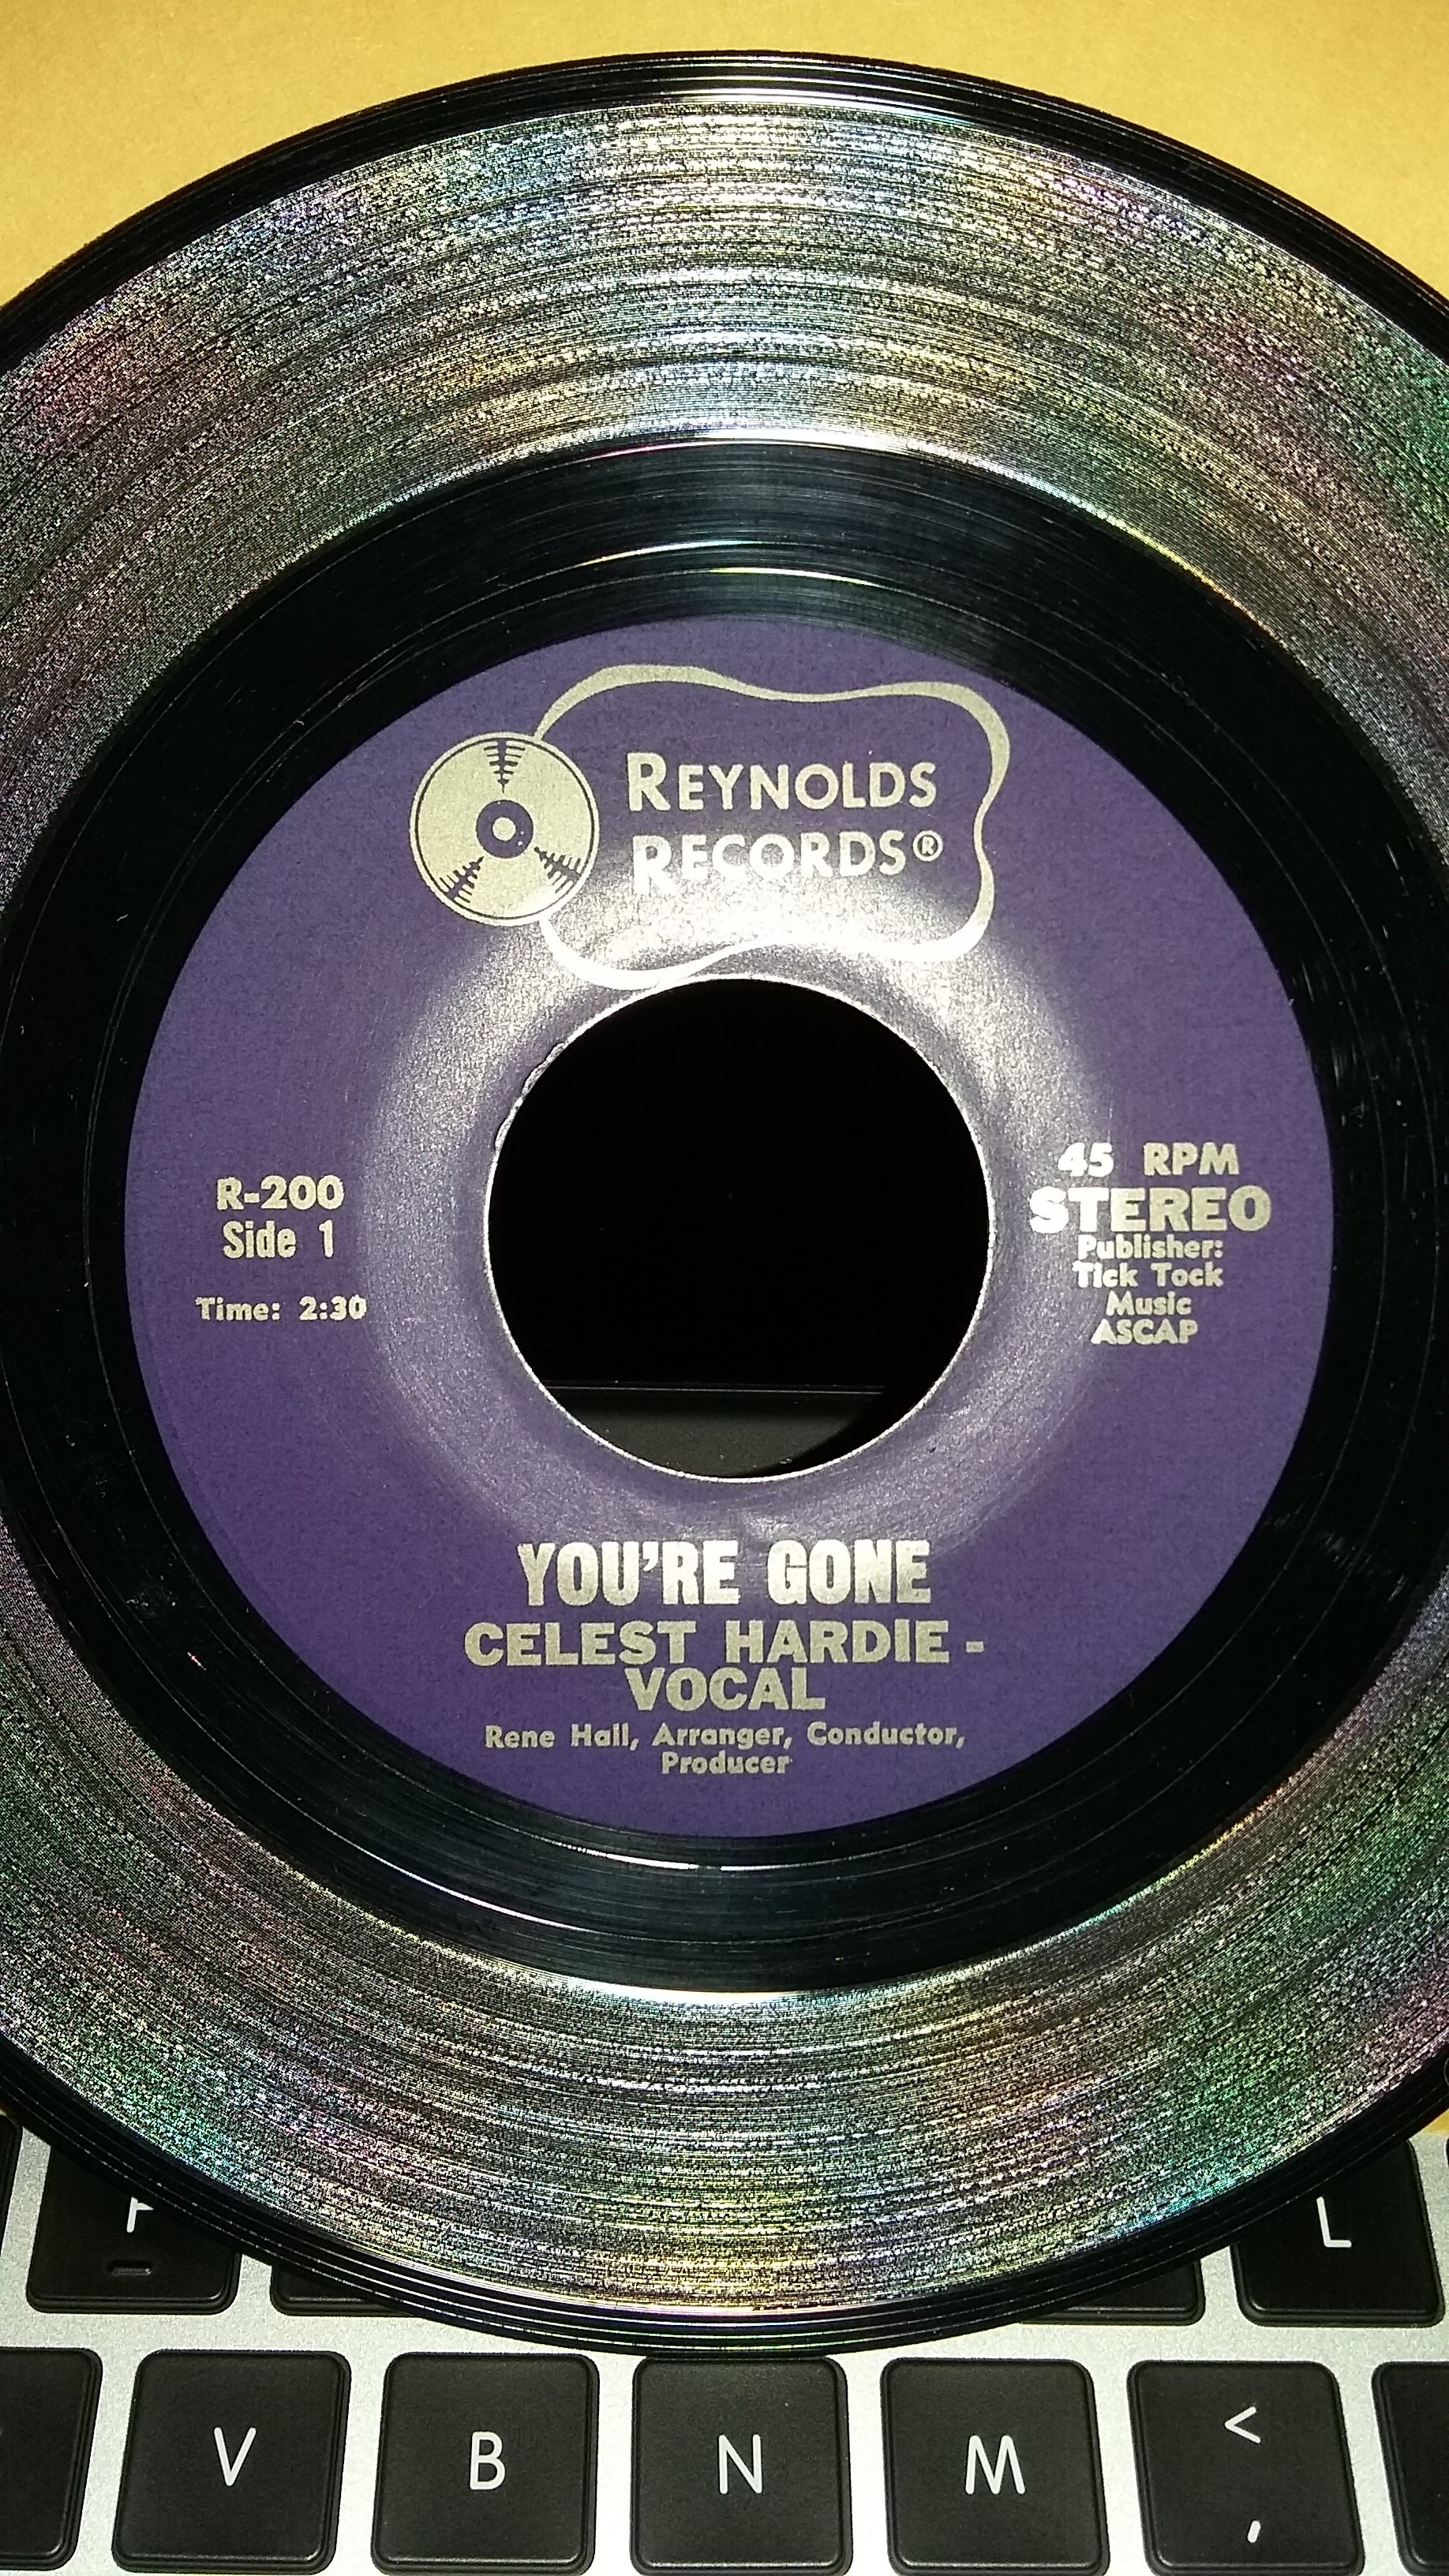 REYNOLDS
RECORDS®
R-200
Side 1
Time: 2:30
45 RPM
STEREO
Publisher:
Tick Tock
Music
ASCAP
YOU'RE GONE
CELEST HARDIE -
VOCAL
Rene Hall, Arranger, Conductor,
Producer
F L
V B N M <
,